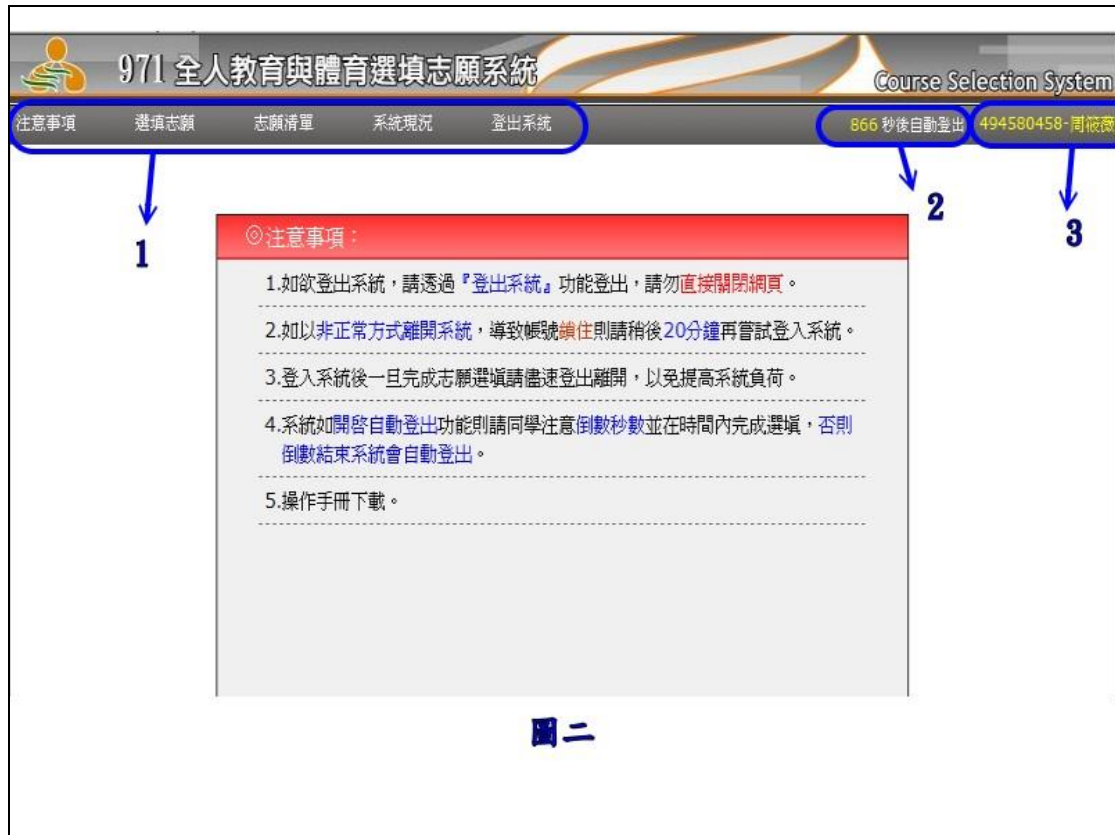 971 全人教育與體育選填志願系統
Course Selection System
注意事項 選填志願 志願清單 系統現況 登出系統 866 秒後自動登出 494580458-周筱薇
1
2
3
◎注意事項：
1.如欲登出系統，請透過『登出系統』功能登出，請勿直接關閉網頁。
2.如以非正常方式離開系統，導致帳號鎖住則請稍後20分鐘再嘗試登入系統。
3.登入系統後一旦完成志願選填請儘速登出離開，以免提高系統負荷。
4.系統如開啓自動登出功能則請同學注意倒數秒數並在時間內完成選填，否則
倒數結束系統會自動登出。
5.操作手冊下載。
圖二